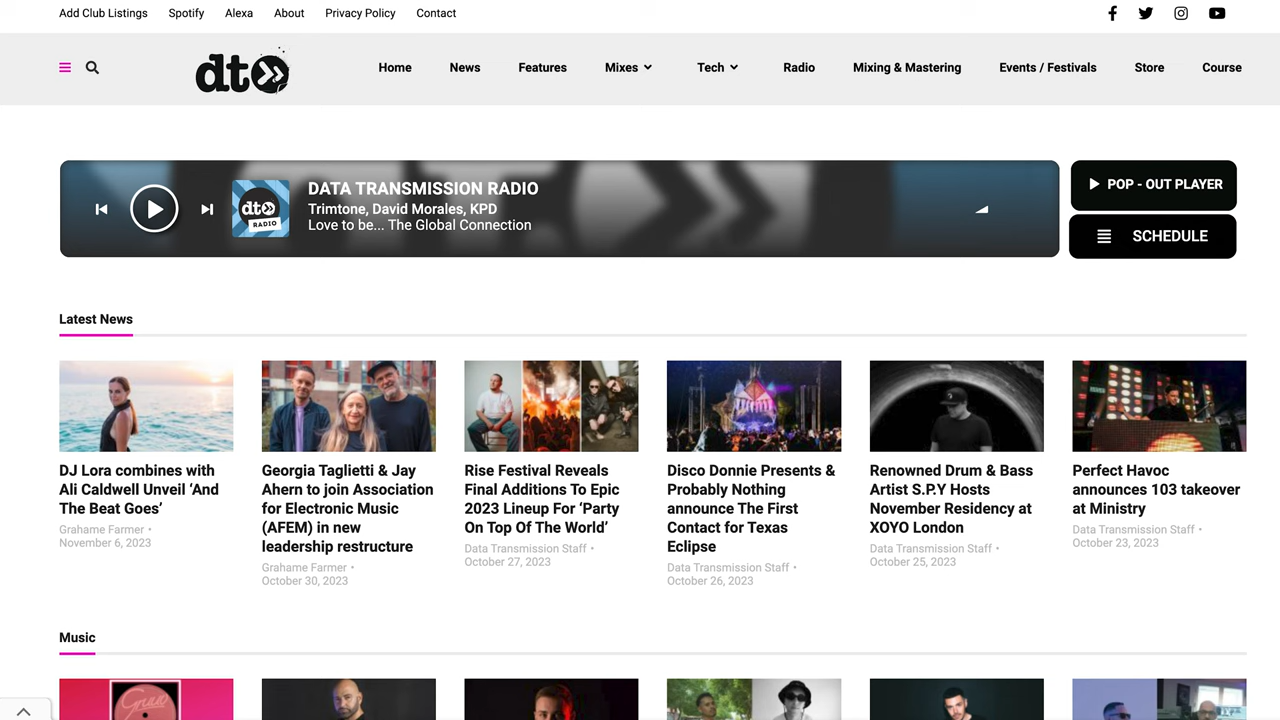 Add Club Listings Spotify Alexa About Privacy Policy Contact
dt
Home News Features Mixes Tech Radio Mixing & Mastering Events / Festivals Store Course
dt
RADIO
DATA TRANSMISSION RADIO
Trimtone, David Morales, KPD
Love to be... The Global Connection
POP - OUT PLAYER
SCHEDULE
Latest News
DJ Lora combines with
Ali Caldwell Unveil ‘And
The Beat Goes’
Grahame Farmer •
November 6, 2023
Georgia Taglietti & Jay
Ahern to join Association
for Electronic Music
(AFEM) in new
leadership restructure
Grahame Farmer •
October 30, 2023
Rise Festival Reveals
Final Additions To Epic
2023 Lineup For ‘Party
On Top Of The World’
Data Transmission Staff •
October 27, 2023
Disco Donnie Presents &
Probably Nothing
announce The First
Contact for Texas
Eclipse
Data Transmission Staff •
October 26, 2023
Renowned Drum & Bass
Artist S.P.Y Hosts
November Residency at
XOYO London
Data Transmission Staff •
October 25, 2023
Perfect Havoc
announces 103 takeover
at Ministry
Data Transmission Staff •
October 23, 2023
Music